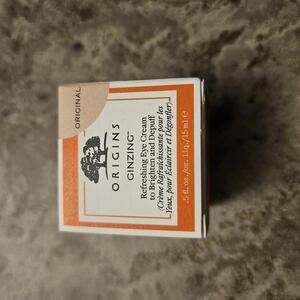 ORIGINAL
ORIGINS
GINZING™
Refreshing Eye Cream
to Brighten and Depuff
(Crème Rafraîchissante pour les
Yeux, pour Éclaircir et Dégonfler)
.5 fl.oz./oz. liq./15 ml ℮